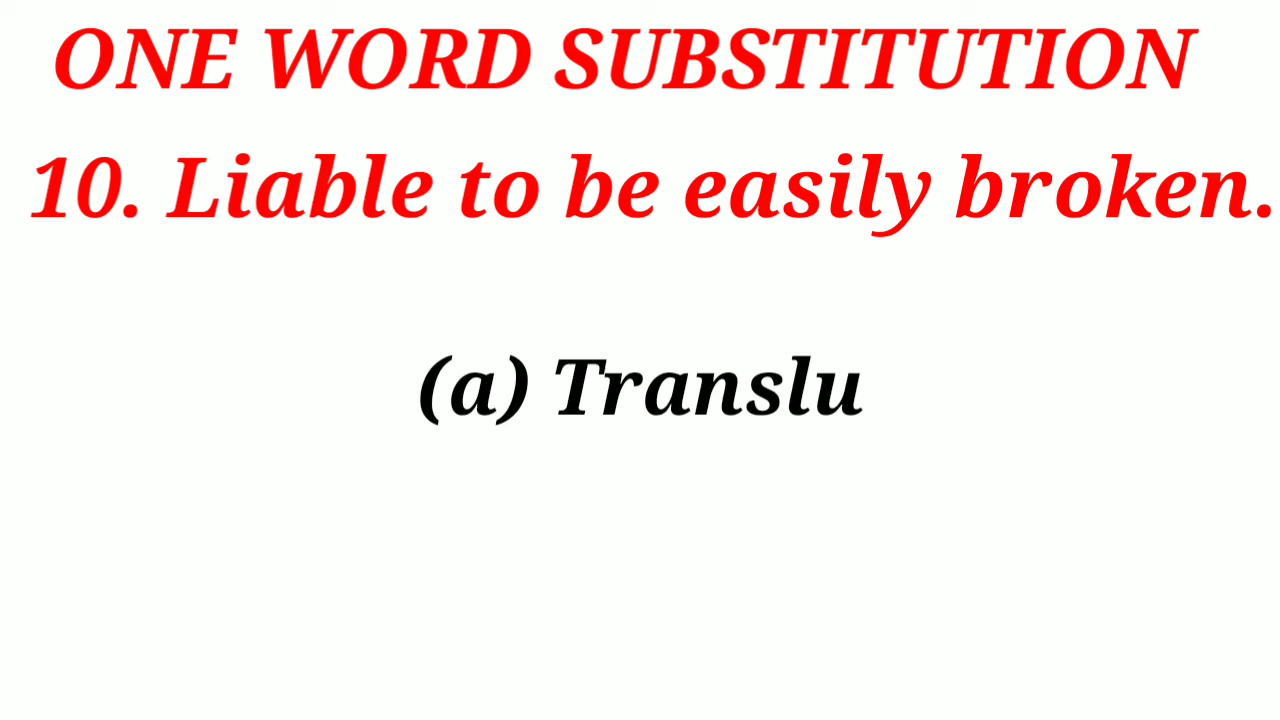 ONE WORD SUBSTITUTION
10. Liable to be easily broken.
(a) Translu